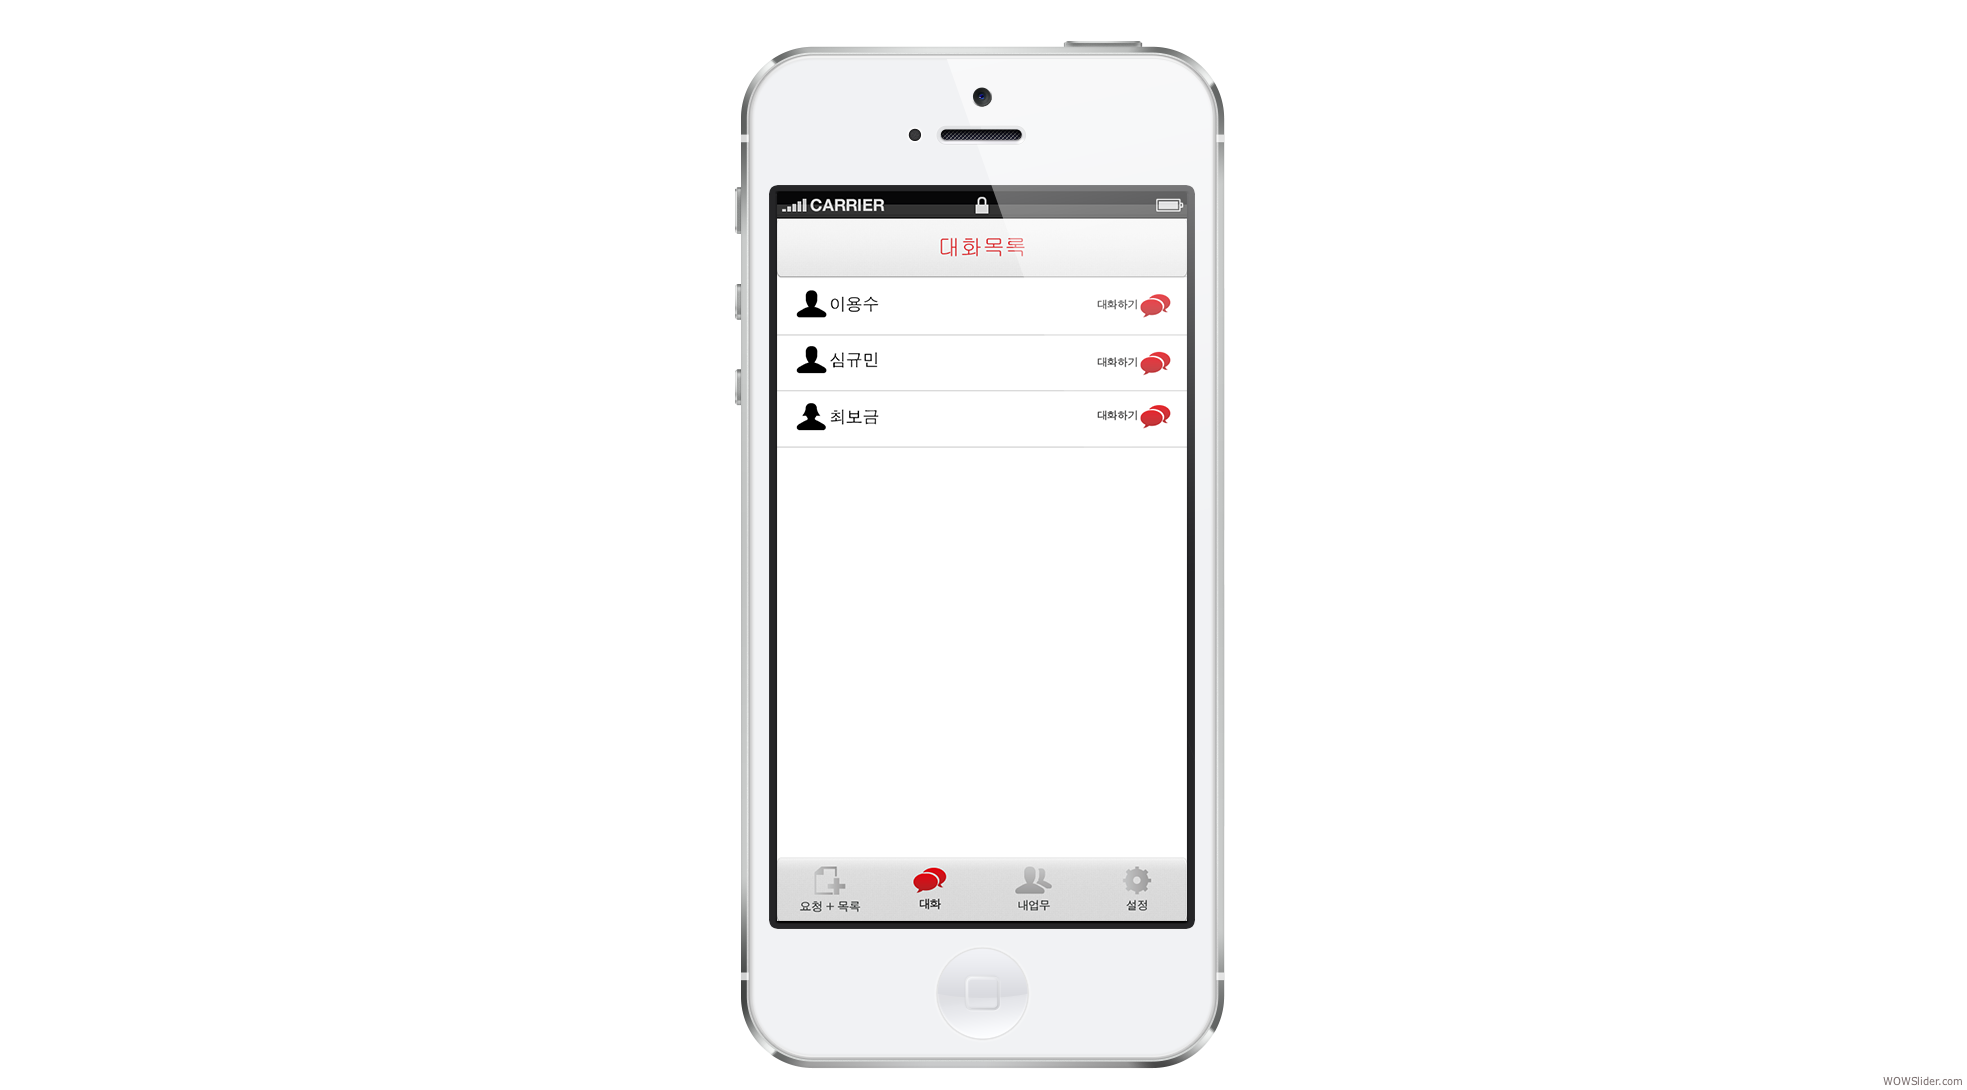 CARRIER
대화목록
이용수 대화하기
심규민 대화하기
최보금 대화하기
요청 + 목록 대화 내업무 설정
WOWSlider.com